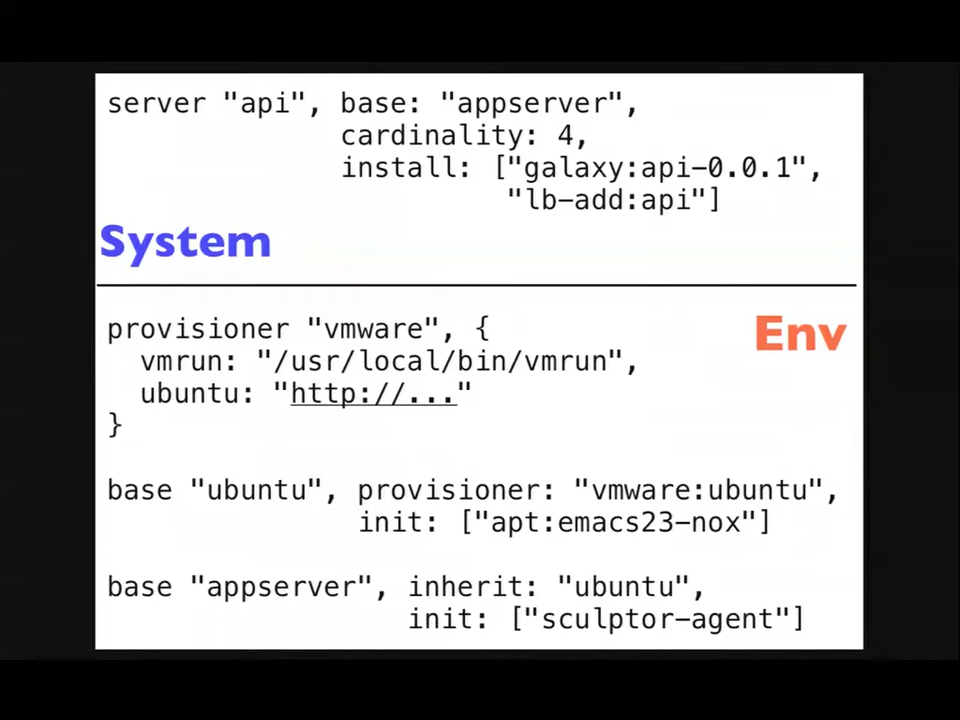 server "api", base: "appserver",
cardinality: 4,
install: ["galaxy:api-0.0.1",
"lb-add:api"]
System
Env
provisioner "vmware", {
vmrun: "/usr/local/bin/vmrun",
ubuntu: "http://..."
}
base "ubuntu", provisioner: "vmware:ubuntu",
init: ["apt:emacs23-nox"]
base "appserver", inherit: "ubuntu",
init: ["sculptor-agent"]